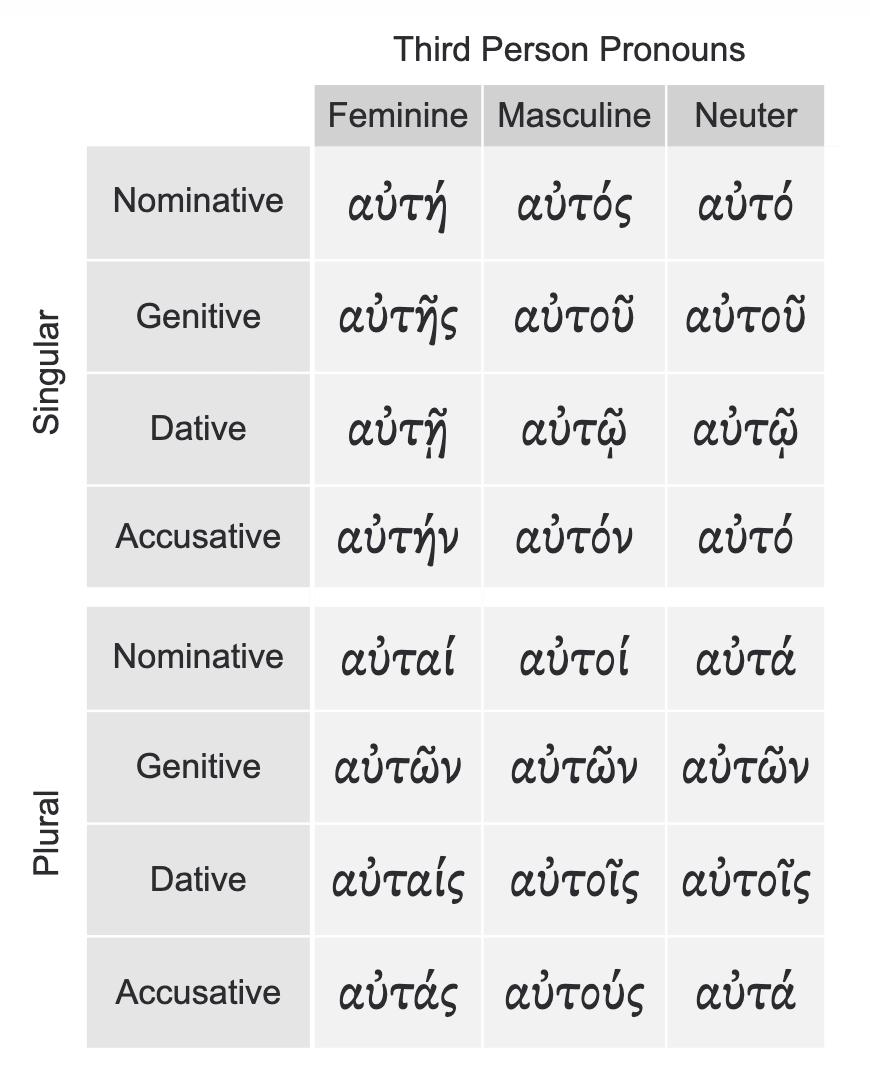 Third Person Pronouns
Feminine Masculine Neuter
Singular
Nominative αὐτή αὐτός αὐτό
Genitive αὐτῆς αὐτοῦ αὐτοῦ
Dative αὐτῇ αὐτῷ αὐτῷ
Accusative αὐτήν αὐτόν αὐτό
Plural
Nominative αὐταί αὐτοί αὐτά
Genitive αὐτῶν αὐτῶν αὐτῶν
Dative αὐταίς αὐτοῖς αὐτοῖς
Accusative αὐτάς αὐτούς αὐτά